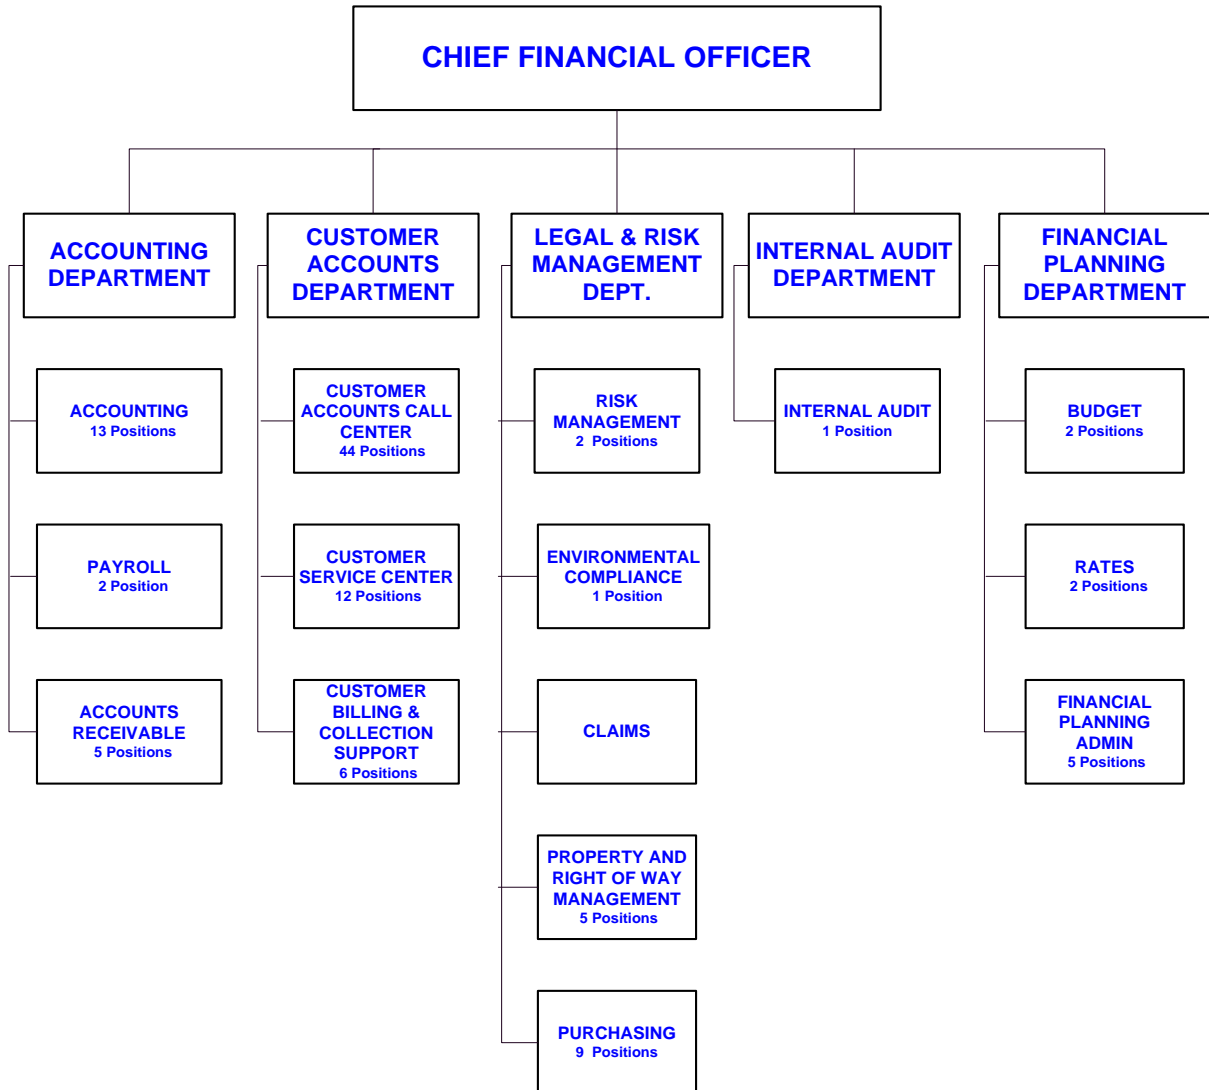 CHIEF FINANCIAL OFFICER
ACCOUNTING
DEPARTMENT
CUSTOMER
ACCOUNTS
DEPARTMENT
LEGAL & RISK
MANAGEMENT
DEPT.
INTERNAL AUDIT
DEPARTMENT
FINANCIAL
PLANNING
DEPARTMENT
ACCOUNTING
13 Positions
CUSTOMER
ACCOUNTS CALL
CENTER
44 Positions
RISK
MANAGEMENT
2 Positions
INTERNAL AUDIT
1 Position
BUDGET
2 Positions
PAYROLL
2 Position
CUSTOMER
SERVICE CENTER
12 Positions
ENVIRONMENTAL
COMPLIANCE
1 Position
RATES
2 Positions
ACCOUNTS
RECEIVABLE
5 Positions
CUSTOMER
BILLING &
COLLECTION
SUPPORT
6 Positions
CLAIMS
FINANCIAL
PLANNING
ADMIN
5 Positions
PROPERTY AND
RIGHT OF WAY
MANAGEMENT
5 Positions
PURCHASING
9 Positions